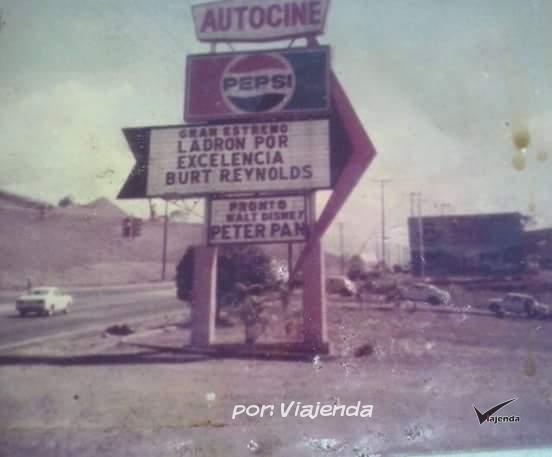 AUTOCINE
PEPSI
GRAN ESTRENO
LADRON POR
EXCELENCIA
BURT REYNOLDS
PRONTO
WALT DISNEY
PETER PAN
por: Viajenda
Viajenda